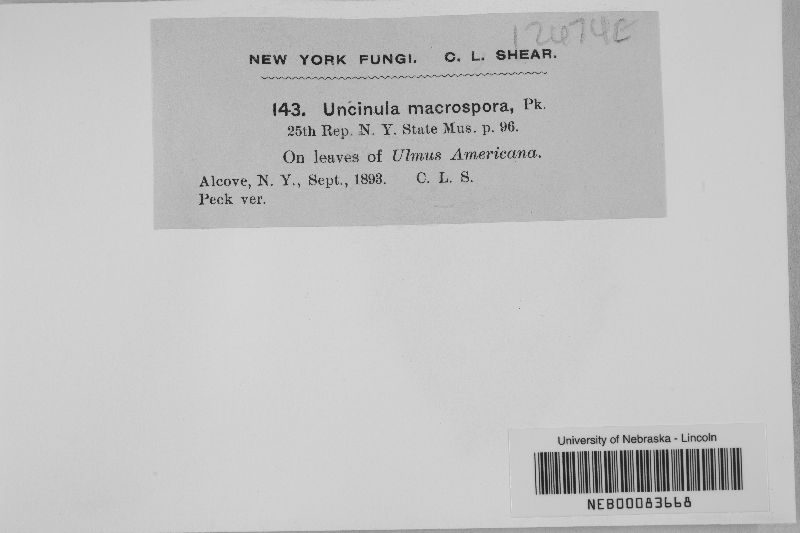 12474E
NEW YORK FUNGI. C. L. SHEAR.
143. Uncinula macrospora, Pk.
25th Rep. N. Y. State Mus. p. 96.
On leaves of Ulmus Americana.
Alcove, N. Y., Sept., 1893. C. L. S.
Peck ver.
University of Nebraska - Lincoln
NEB00083668